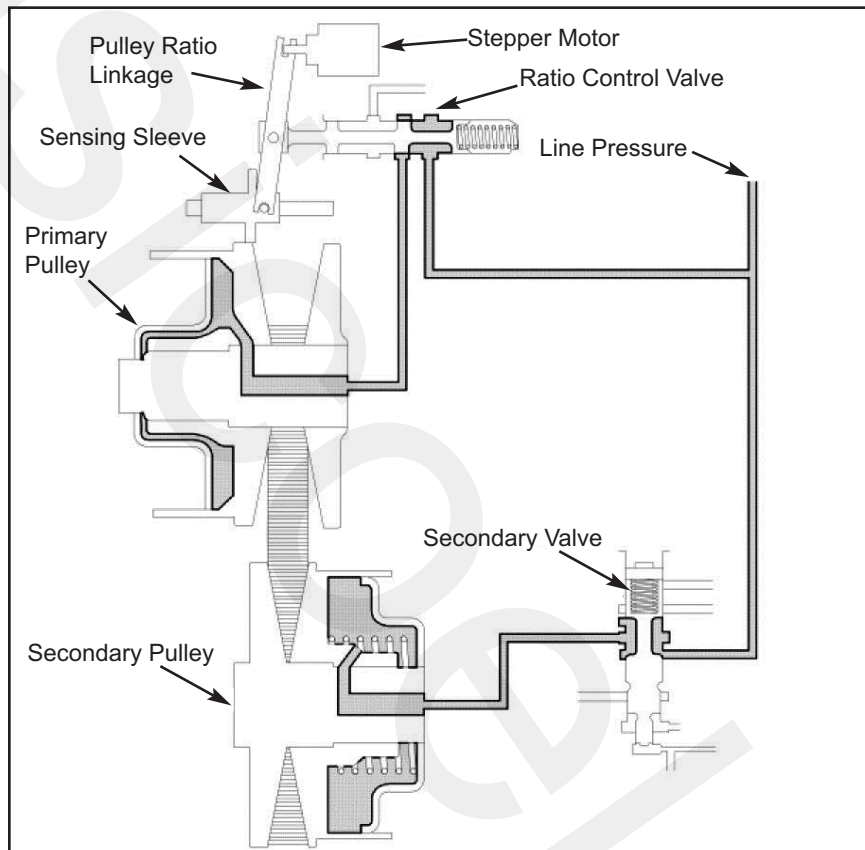 Stepper Motor
Pulley Ratio
Linkage
Ratio Control Valve
Sensing Sleeve
Line Pressure
Primary
Pulley
Secondary Valve
Secondary Pulley